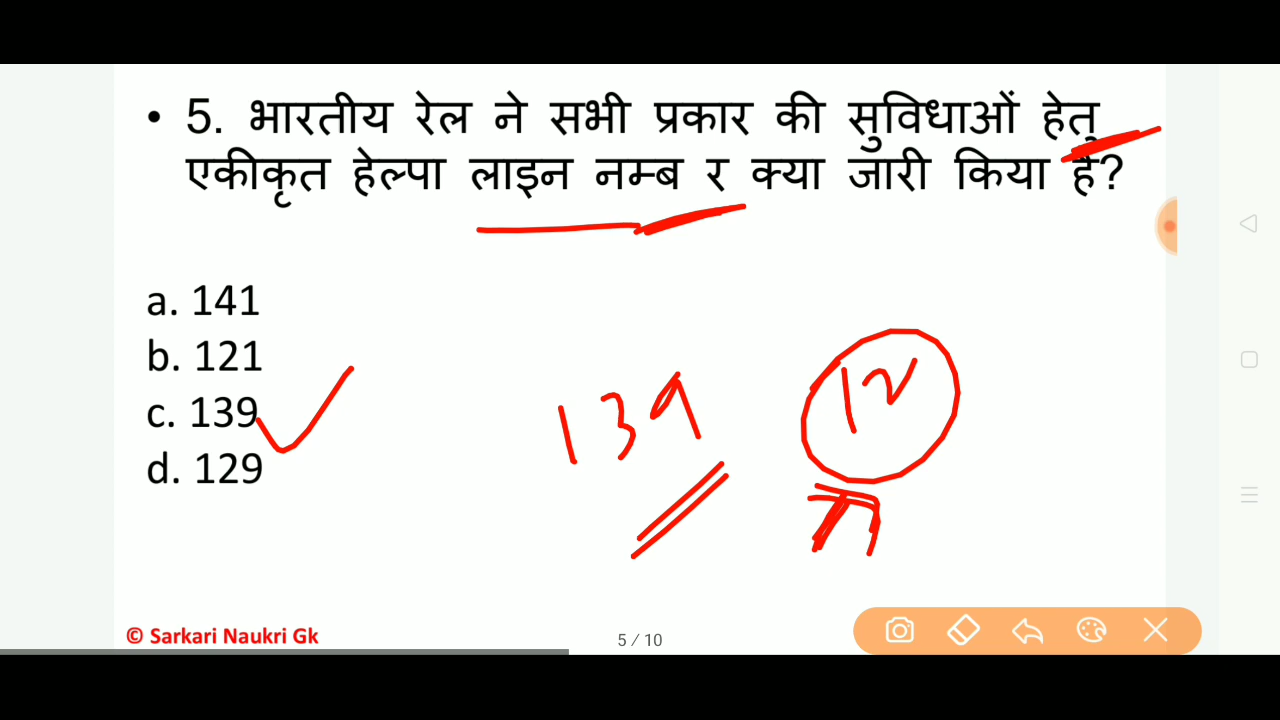 • 5. भारतीय रेल ने सभी प्रकार की सुविधाओं हेतु
एकीकृत हेल्पा लाइन नम्ब र क्या जारी किया है?
a. 141
b. 121
c. 139
d. 129
139
12
© Sarkari Naukri Gk
5 / 10